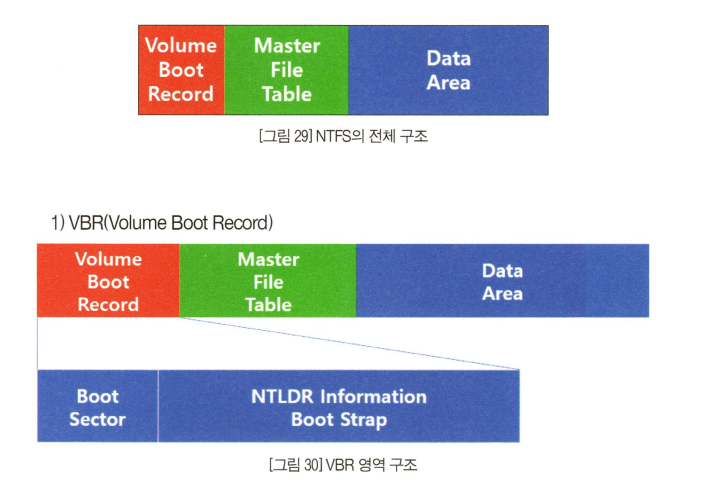 Volume
Boot
Record
Master
File
Table
Data
Area
[그림 29] NTFS의 전체 구조
1) VBR(Volume Boot Record)
Volume
Boot
Record
Master
File
Table
Data
Area
Boot
Sector
NTLDR Information
Boot Strap
[그림 30] VBR 영역 구조